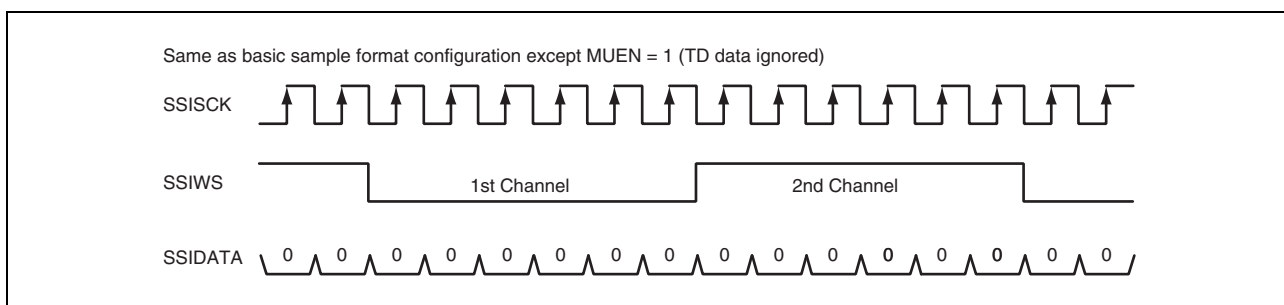 Same as basic sample format configuration except MUEN = 1 (TD data ignored)
SSISCK
SSIWS 1st Channel 2nd Channel
SSIDATA 0 0 0 0 0 0 0 0 0 0 0 0 0 0 0 0